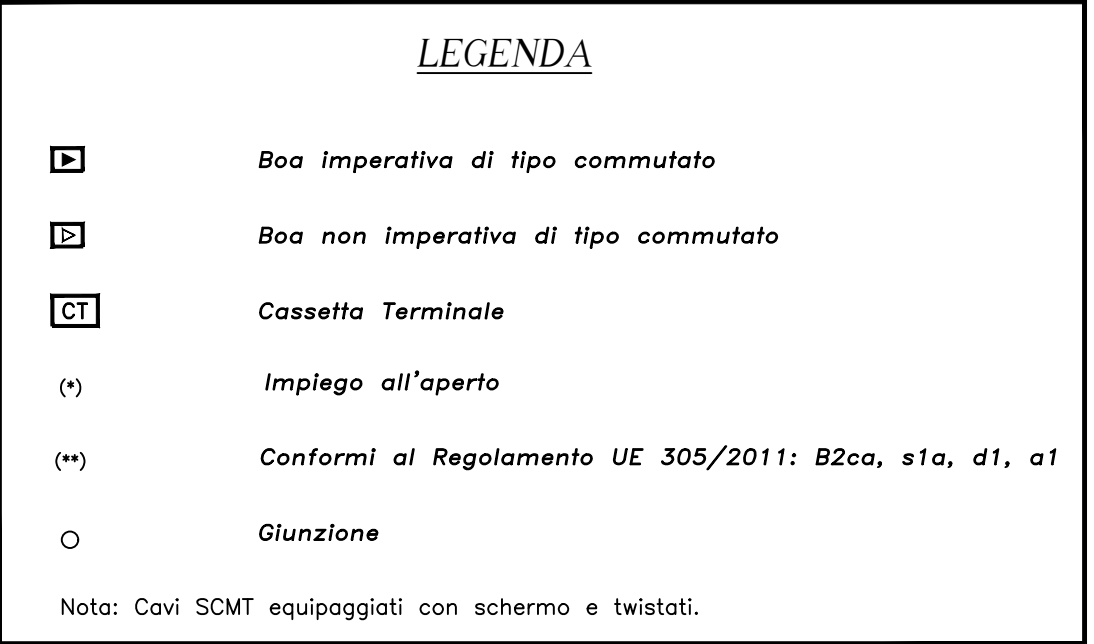 LEGENDA
Boa imperativa di tipo commutato
Boa non imperativa di tipo commutato
CT Cassetta Terminale
(*) Impiego all'aperto
(**) Conformi al Regolamento UE 305/2011: B2ca, s1a, d1, a1
Giunzione
Nota: Cavi SCMT equipaggiati con schermo e twistati.